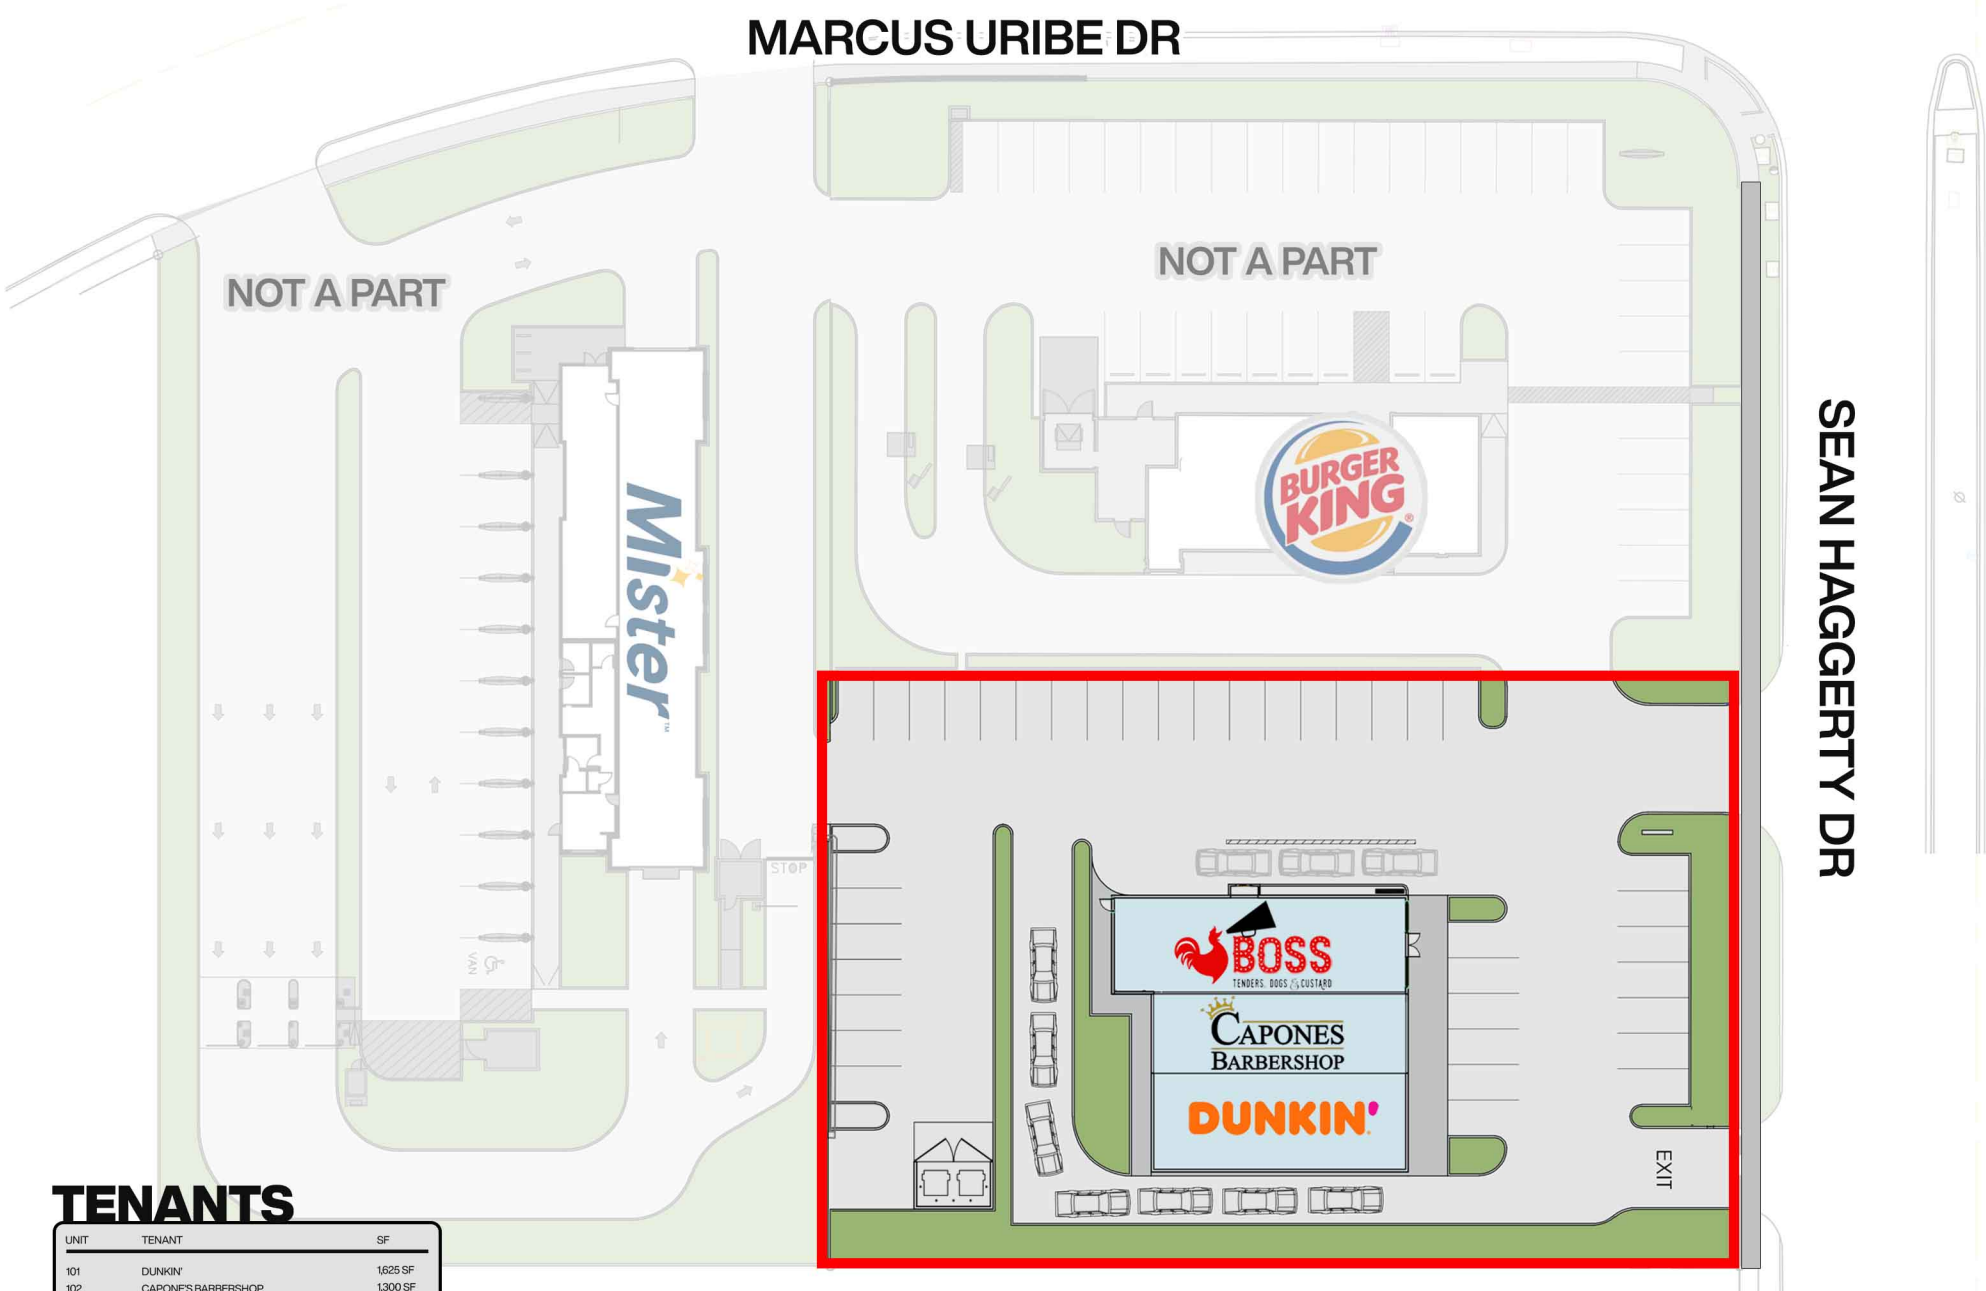 MARCUS URIBE DR
NOT A PART
NOT A PART
SEAN HAGGERTY DR
Mister™
BURGER
KING®
STOP
VAN
BOSS
TENDERS, DOGS & CUSTARD
CAPONES
BARBERSHOP
DUNKIN'
EXIT
TENANTS
UNIT TENANT SF
101 DUNKIN' 1,625 SF
102 CAPONE'S BARBERSHOP 1,300 SF